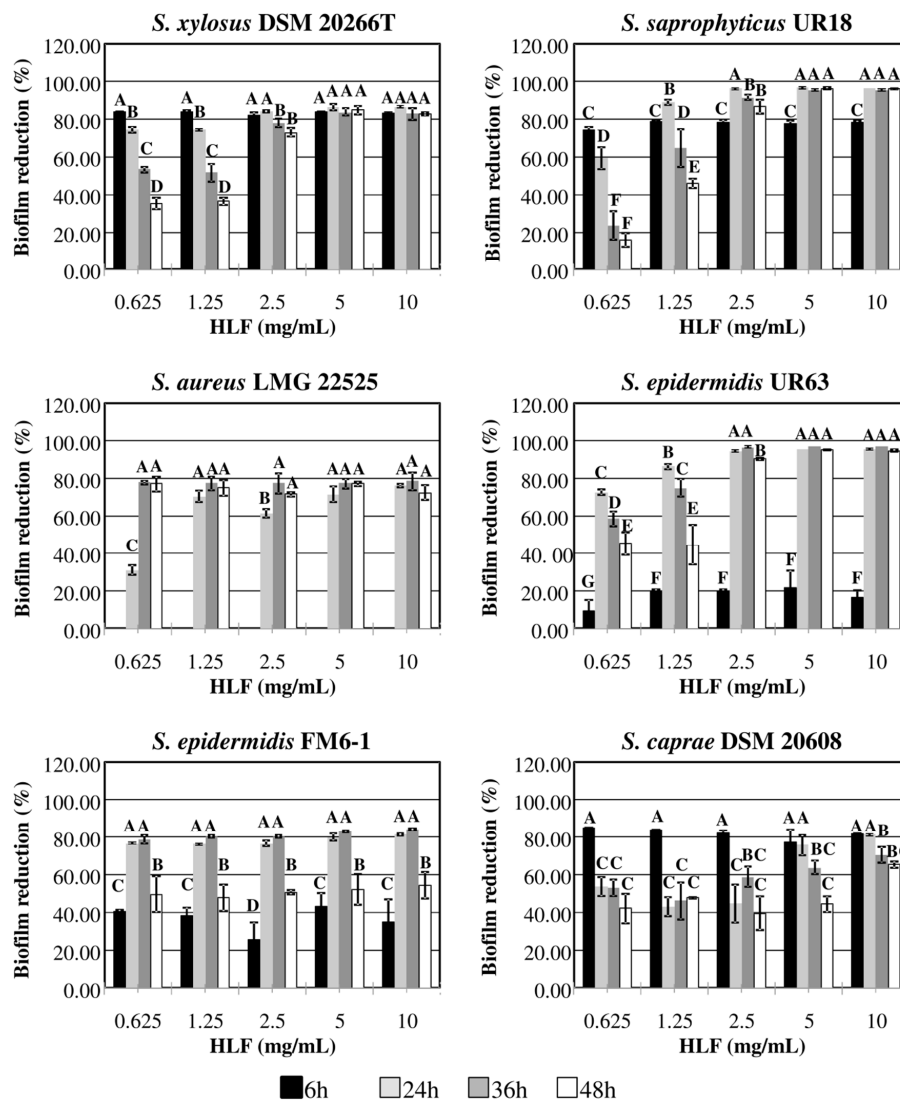 S. xylosus DSM 20266T
Biofilm reduction (%)
120.00
100.00
80.00
60.00
40.00
20.00
0.00
A B C D
A B C D
A A B B
A A A A
A A A A
0.625 1.25 2.5 5 10
HLF (mg/mL)
S. saprophyticus UR18
Biofilm reduction (%)
120.00
100.00
80.00
60.00
40.00
20.00
0.00
C D F F
C B D E
C A B B
C A A A
C A A A
0.625 1.25 2.5 5 10
HLF (mg/mL)
S. aureus LMG 22525
Biofilm reduction (%)
120.00
100.00
80.00
60.00
40.00
20.00
0.00
C A A
A A A
B A A
A A A
A A A
0.625 1.25 2.5 5 10
HLF (mg/mL)
S. epidermidis UR63
Biofilm reduction (%)
120.00
100.00
80.00
60.00
40.00
20.00
0.00
G C D E
F B C E
F A A B
F A A A
F A A A
0.625 1.25 2.5 5 10
HLF (mg/mL)
S. epidermidis FM6-1
Biofilm reduction (%)
120.00
100.00
80.00
60.00
40.00
20.00
0.00
C A A B
C A A B
D A A B
C A A B
C A A B
0.625 1.25 2.5 5 10
HLF (mg/mL)
S. caprae DSM 20608
Biofilm reduction (%)
120.00
100.00
80.00
60.00
40.00
20.00
0.00
A C C C
A C C C
A C BC C
A A BC C
A A B
0.625 1.25 2.5 5 10
HLF (mg/mL)
6h 24h 36h 48h